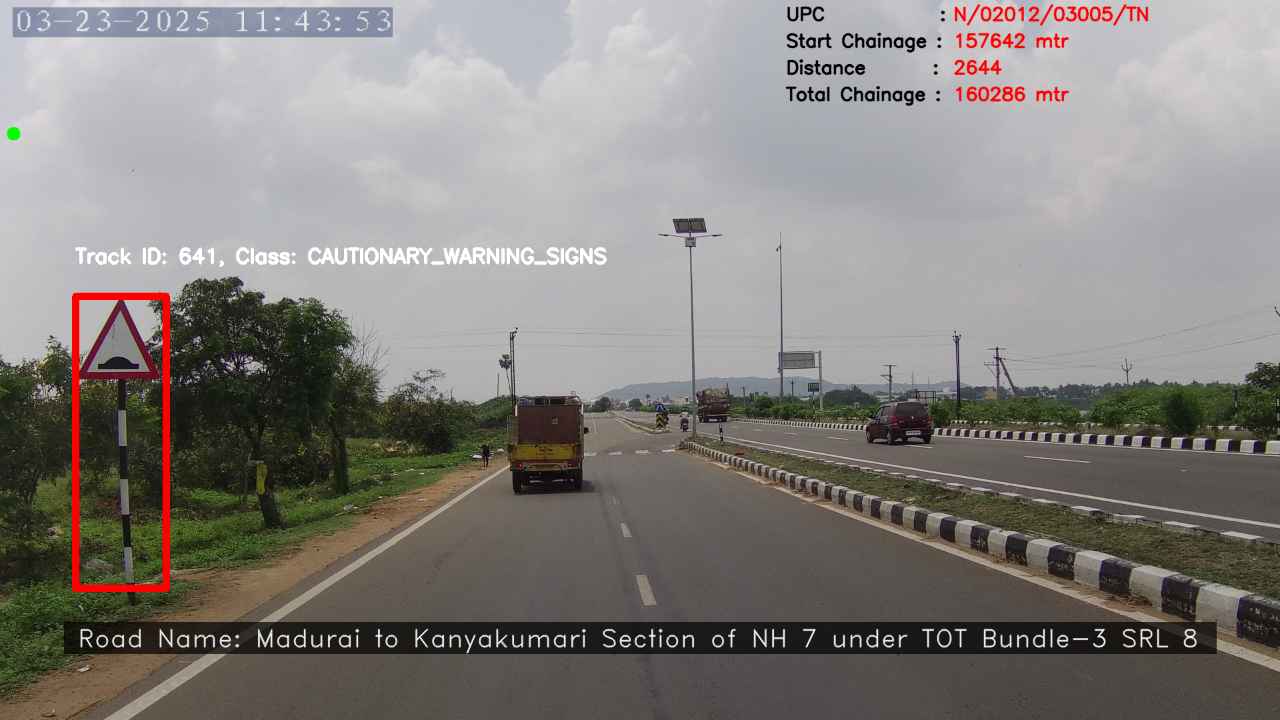 03-23-2025 11:43:53
UPC : N/02012/03005/TN
Start Chainage : 157642 mtr
Distance : 2644
Total Chainage : 160286 mtr
Track ID: 641, Class: CAUTIONARY_WARNING_SIGNS
Road Name: Madurai to Kanyakumari Section of NH 7 under TOT Bundle-3 SRL 8